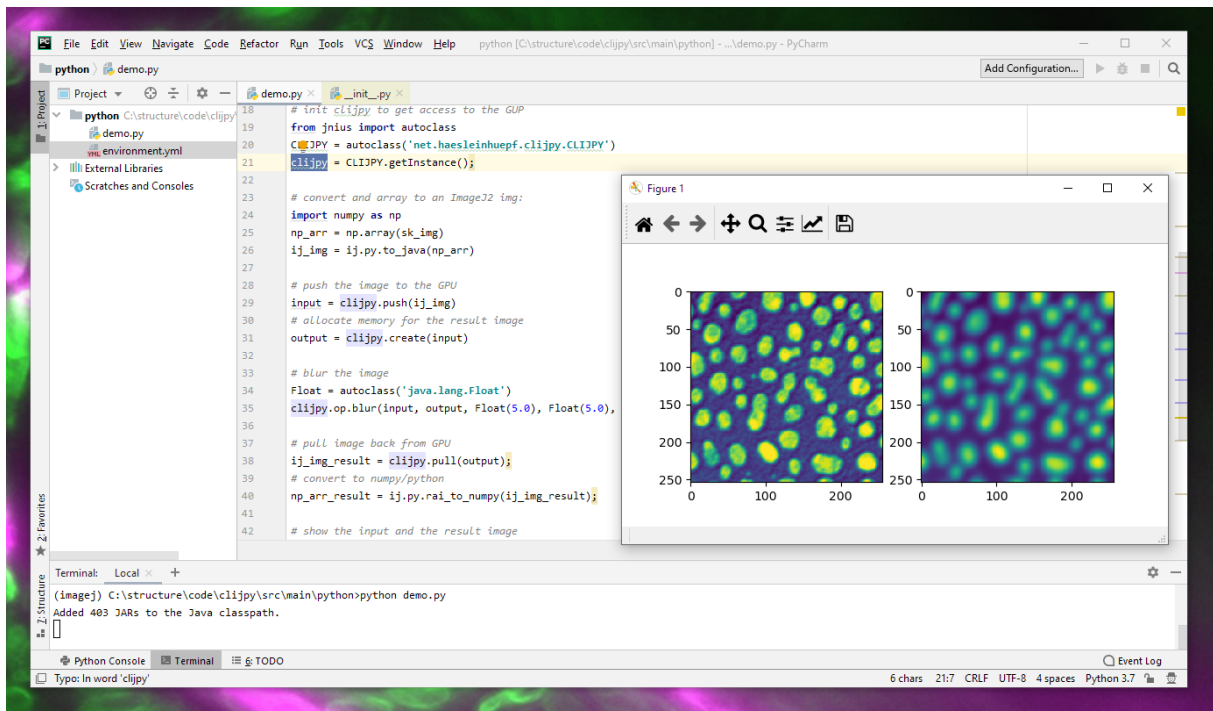 PC File Edit View Navigate Code Refactor Run Tools VCS Window Help python [C:\structure\code\clijpy\src\main\python] - ...\demo.py - PyCharm
python demo.py Add Configuration...
1: Project
Project
python C:\structure\code\clijpy\
demo.py
YML environment.yml
External Libraries
Scratches and Consoles
demo.py × __init__.py ×
18 # init clijpy to get access to the GUP
19 from jnius import autoclass
20 CLIJPY = autoclass('net.haesleinhuepf.clijpy.CLIJPY')
21 clijpy = CLIJPY.getInstance();
22
23 # convert and array to an ImageJ2 img:
24 import numpy as np
25 np_arr = np.array(sk_img)
26 ij_img = ij.py.to_java(np_arr)
27
28 # push the image to the GPU
29 input = clijpy.push(ij_img)
30 # allocate memory for the result image
31 output = clijpy.create(input)
32
33 # blur the image
34 Float = autoclass('java.lang.Float')
35 clijpy.op.blur(input, output, Float(5.0), Float(5.0),
36
37 # pull image back from GPU
38 ij_img_result = clijpy.pull(output);
39 # convert to numpy/python
40 np_arr_result = ij.py.rai_to_numpy(ij_img_result);
41
42 # show the input and the result image
Figure 1
0
50
100
150
200
250
0 100 200
0
50
100
150
200
250
0 100 200
2: Favorites
Z: Structure
Terminal: Local × +
(imagej) C:\structure\code\clijpy\src\main\python>python demo.py
Added 403 JARs to the Java classpath.
Python Console Terminal 6: TODO Event Log
Typo: In word 'clijpy' 6 chars 21:7 CRLF UTF-8 4 spaces Python 3.7